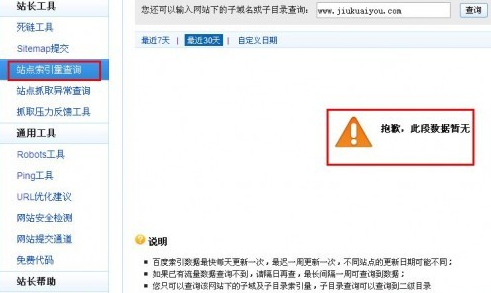 站长工具
死链工具
Sitemap提交
站点索引量查询
站点抓取异常查询
抓取压力反馈工具
通用工具
Robots工具
Ping工具
URL优化建议
网站安全检测
网站提交通道
免费代码
站长帮助
您还可以输入网站下的子域名或子目录查询: www.jiukuaiyou.com 查询
最近7天 | 最近30天 | 自定义日期
抱歉，此段数据暂无
说明
百度索引数据最快每天更新一次，最迟一周更新一次，不同站点的更新日期可能不同；
如果已有流量数据查询不到，请隔日再查，最长间隔一周可查询到数据；
您只可以查询该网站下的子域及子目录索引量，子目录查询可以查询到二级目录